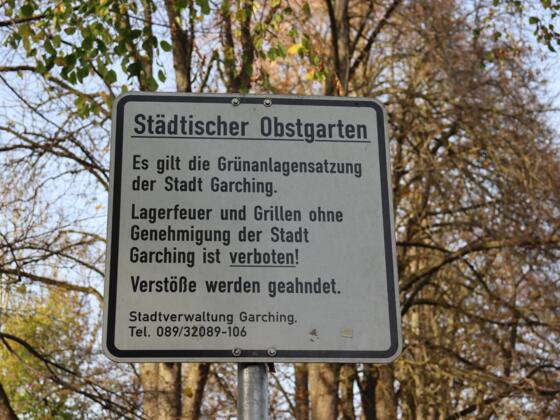 Städtischer Obstgarten
Es gilt die Grünanlagensatzung
der Stadt Garching.
Lagerfeuer und Grillen ohne
Genehmigung der Stadt
Garching ist verboten!
Verstöße werden geahndet.
Stadtverwaltung Garching,
Tel. 089/32089-106